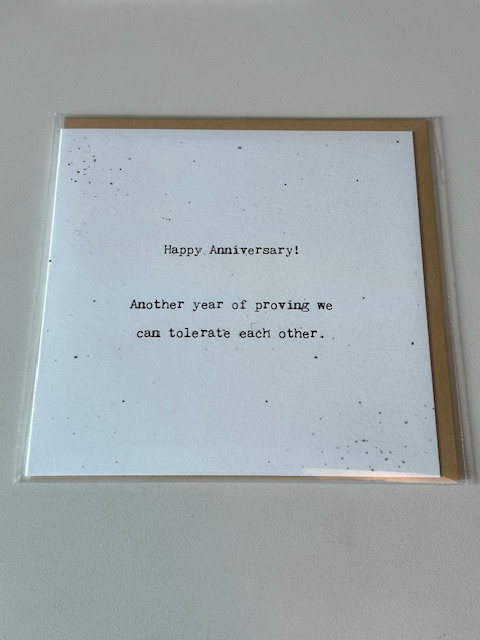 Happy Anniversary!
Another year of proving we
can tolerate each other.